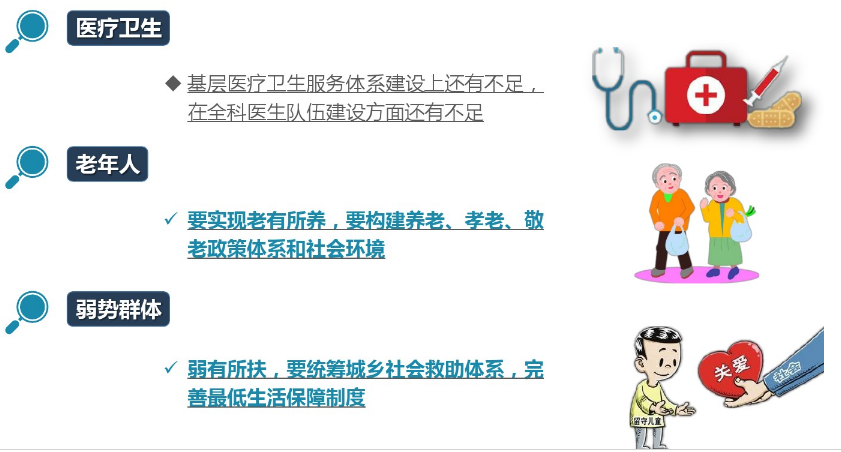 医疗卫生
基层医疗卫生服务体系建设上还有不足，
在全科医生队伍建设方面还有不足
老年人
要实现老有所养，要构建养老、孝老、敬
老政策体系和社会环境
弱势群体
弱有所扶，要统筹城乡社会救助体系，完
善最低生活保障制度
关爱
社会
留守儿童